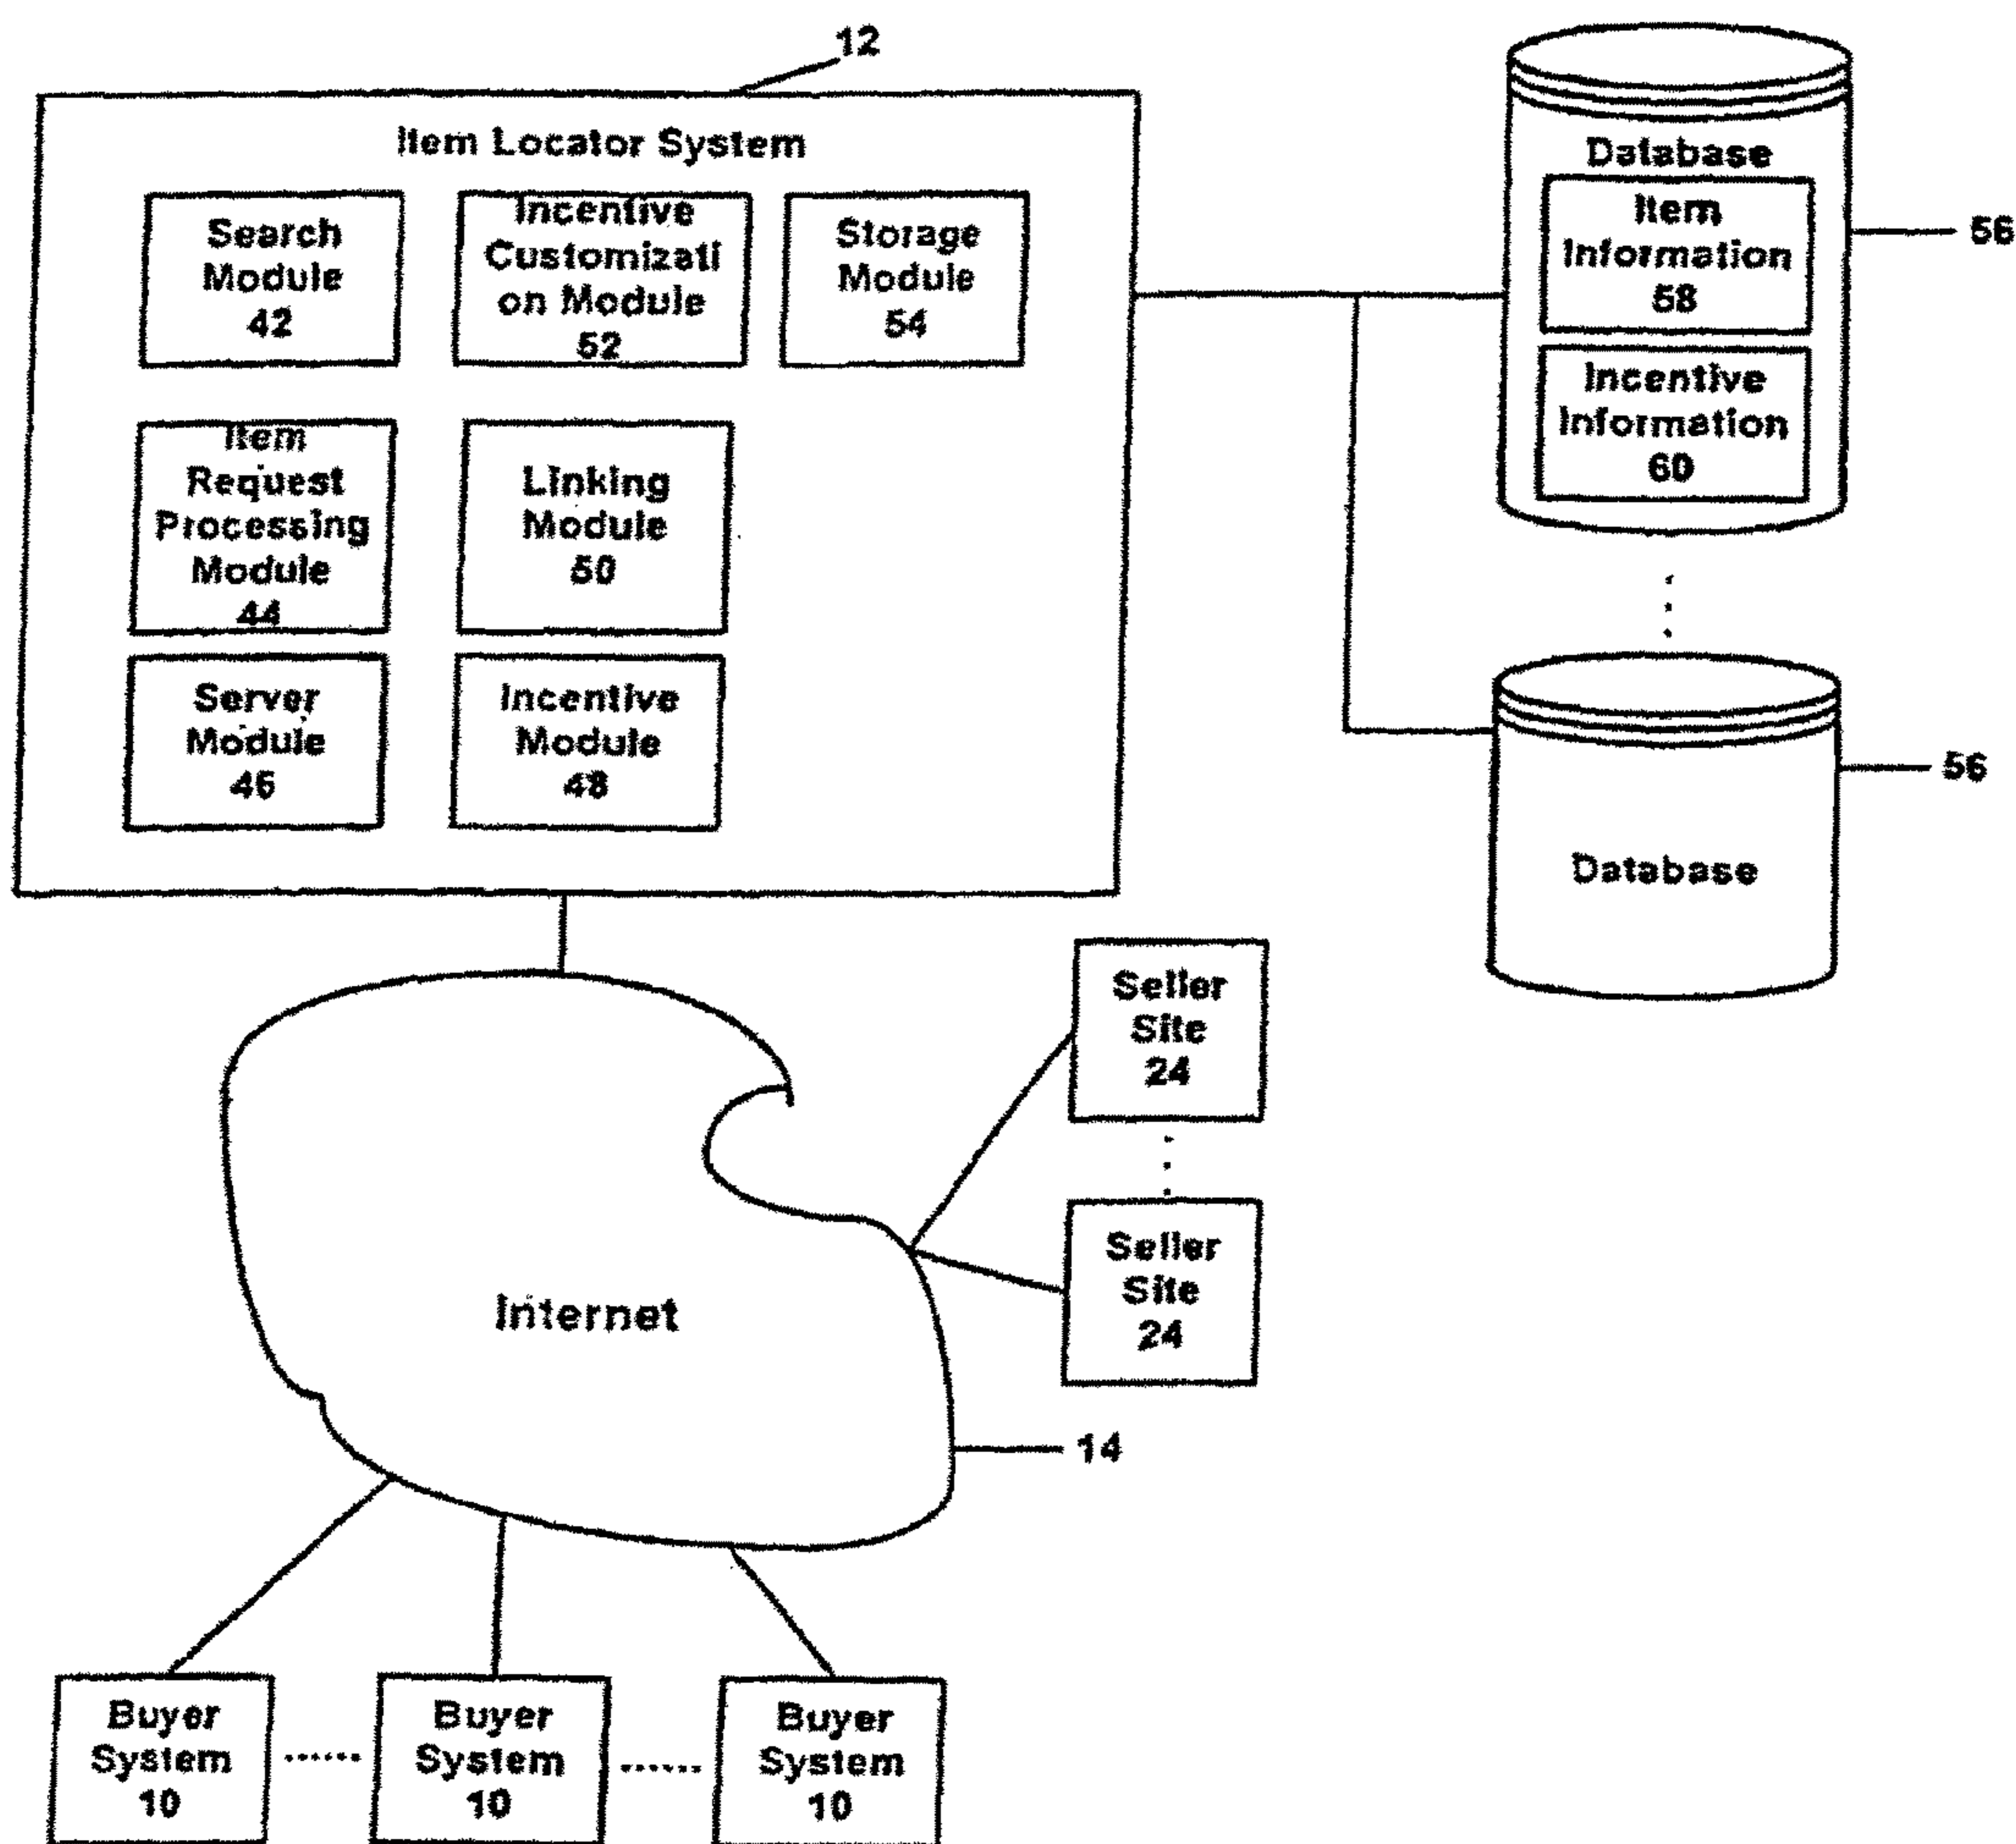 12
Item Locator System
Search
Module
42
Incentive
Customizati
on Module
52
Storage
Module
54
Item
Request
Processing
Module
44
Linking
Module
50
Server
Module
46
Incentive
Module
48
Database
Item
Information
58
Incentive
Information
60
56
Database
56
Seller
Site
24
Seller
Site
24
Internet
14
Buyer
System
10
Buyer
System
10
Buyer
System
10